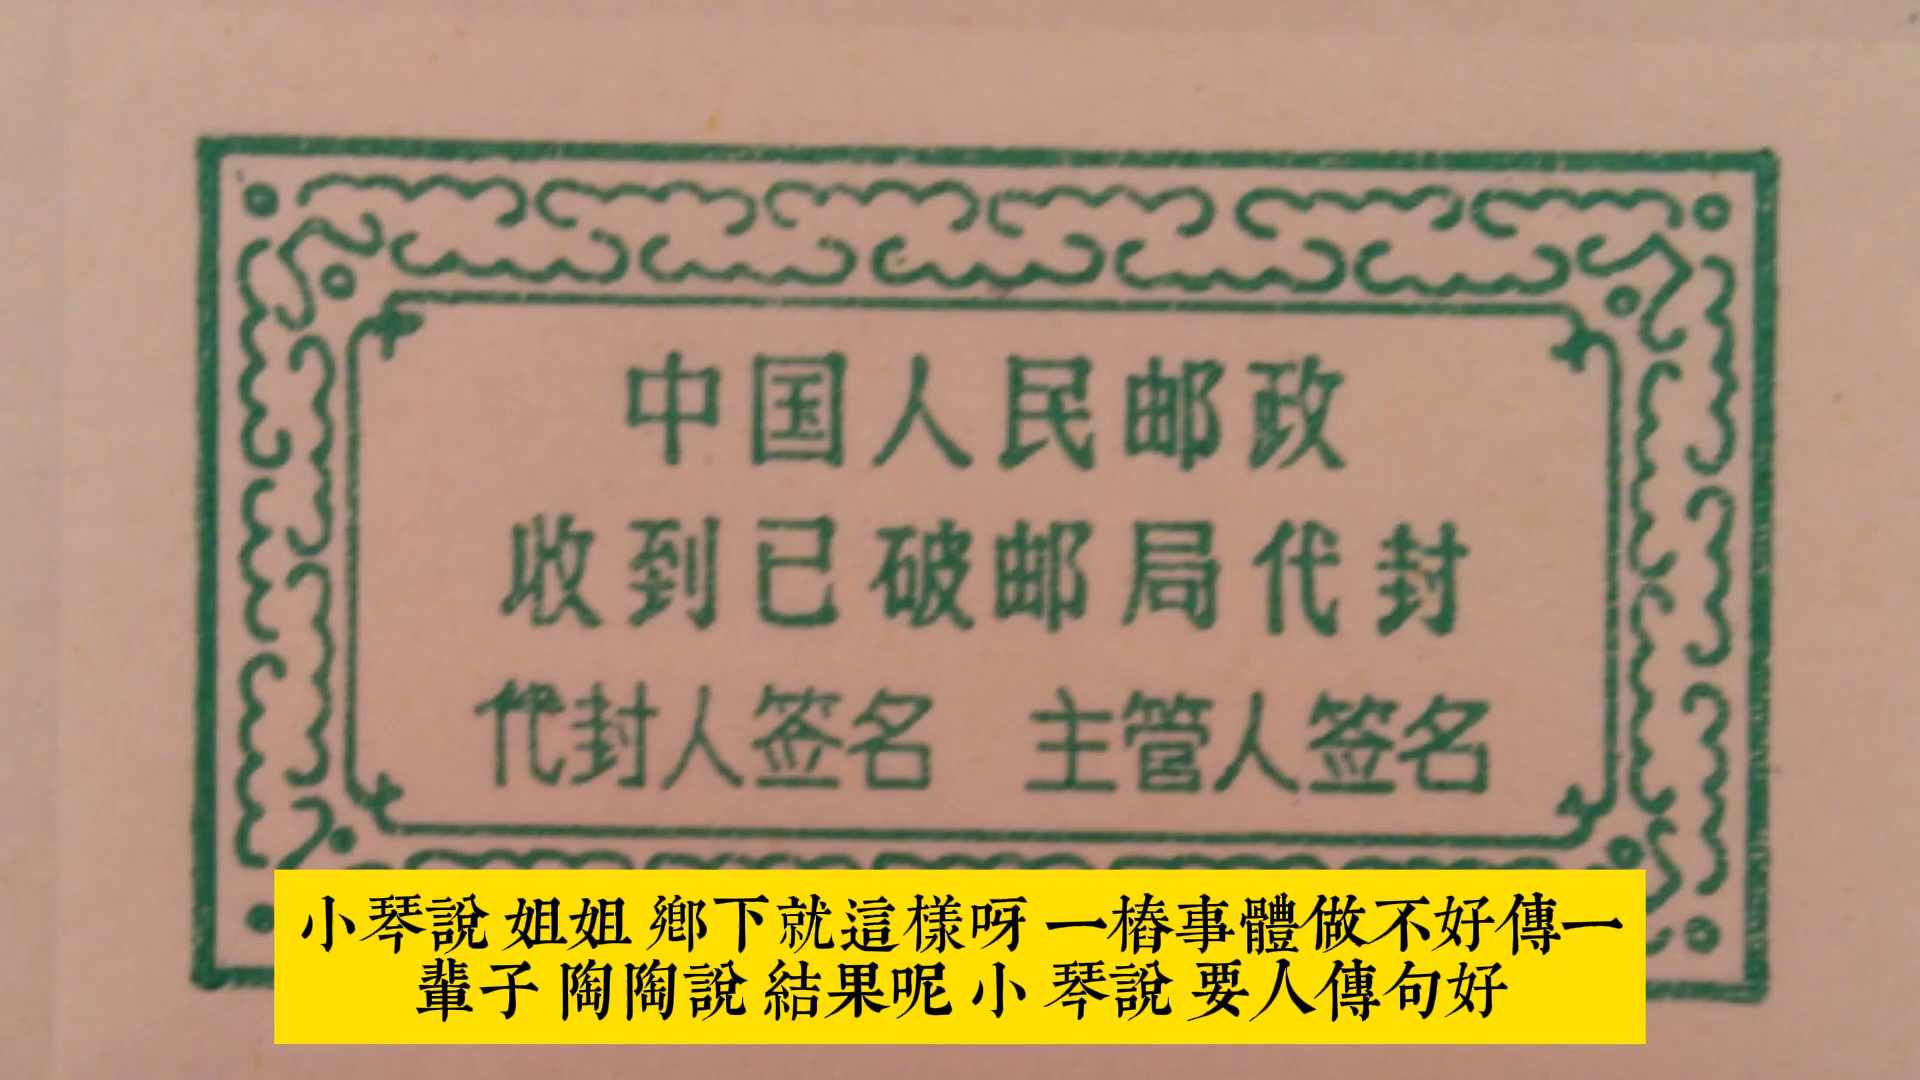 中国人民邮政
收到已破邮局代封
代封人签名 主管人签名
小琴說 姐姐 鄉下就這樣呀 一樁事體做不好傳一
輩子 陶陶說 結果呢 小 琴說 要人傳句好